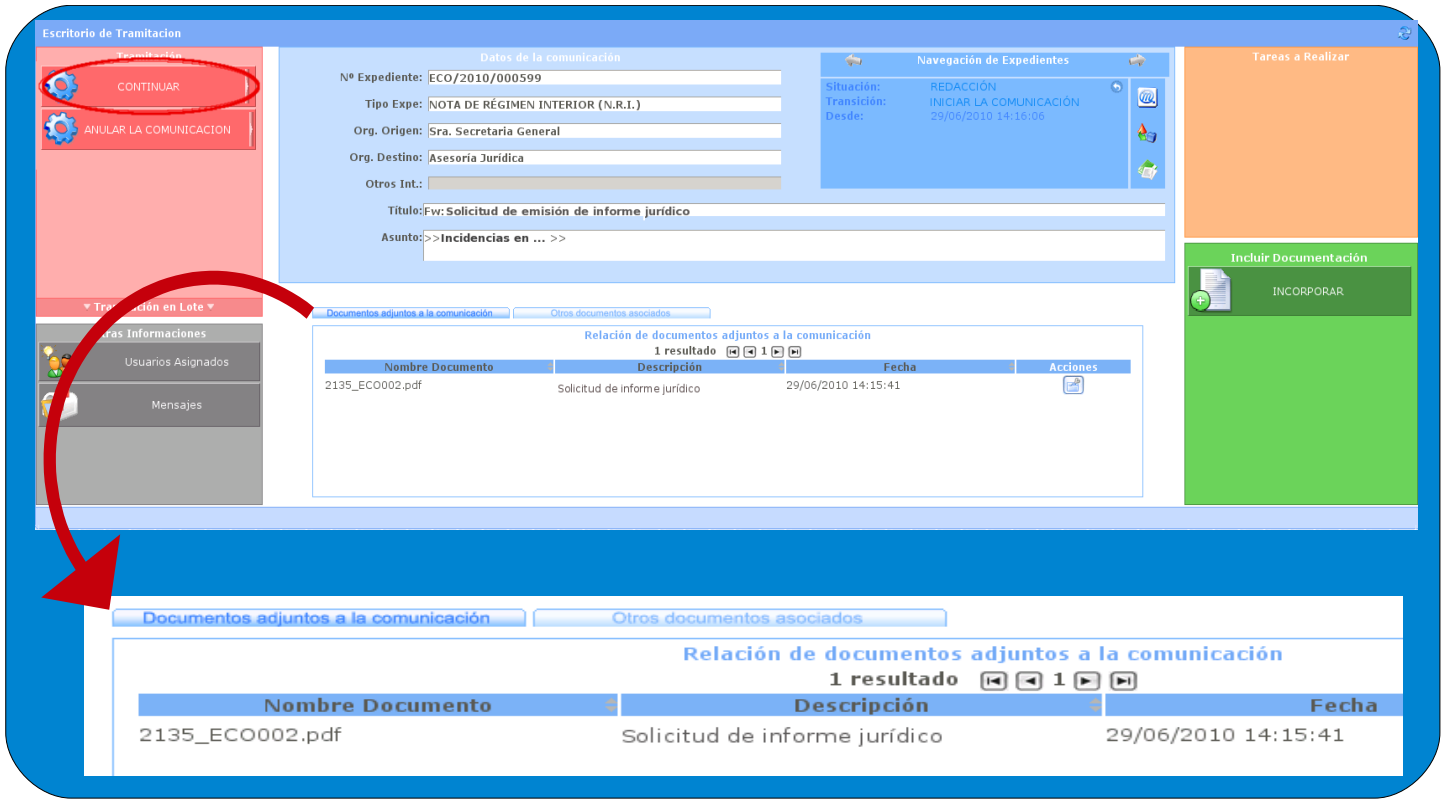 Escritorio de Tramitacion
Tramitación
CONTINUAR
ANULAR LA COMUNICACION
▼ Tramitación en Lote ▼
Informaciones
Usuarios Asignados
Mensajes
Datos de la comunicación
Nº Expediente: ECO/2010/000599
Tipo Expe: NOTA DE RÉGIMEN INTERIOR (N.R.I.)
Org. Origen: Sra. Secretaria General
Org. Destino: Asesoría Jurídica
Otros Int.:
Título: Fw: Solicitud de emisión de informe jurídico
Asunto: >>Incidencias en ... >>
Navegación de Expedientes
Situación: REDACCIÓN
Transición: INICIAR LA COMUNICACIÓN
Desde: 29/06/2010 14:16:06
Tareas a Realizar
Incluir Documentación
INCORPORAR
Documentos adjuntos a la comunicación Otros documentos asociados
Relación de documentos adjuntos a la comunicación
1 resultado 1
Nombre Documento Descripción Fecha Acciones
2135_ECO002.pdf Solicitud de informe jurídico 29/06/2010 14:15:41
Documentos adjuntos a la comunicación Otros documentos asociados
Relación de documentos adjuntos a la comunicación
1 resultado 1
Nombre Documento Descripción Fecha
2135_ECO002.pdf Solicitud de informe jurídico 29/06/2010 14:15:41